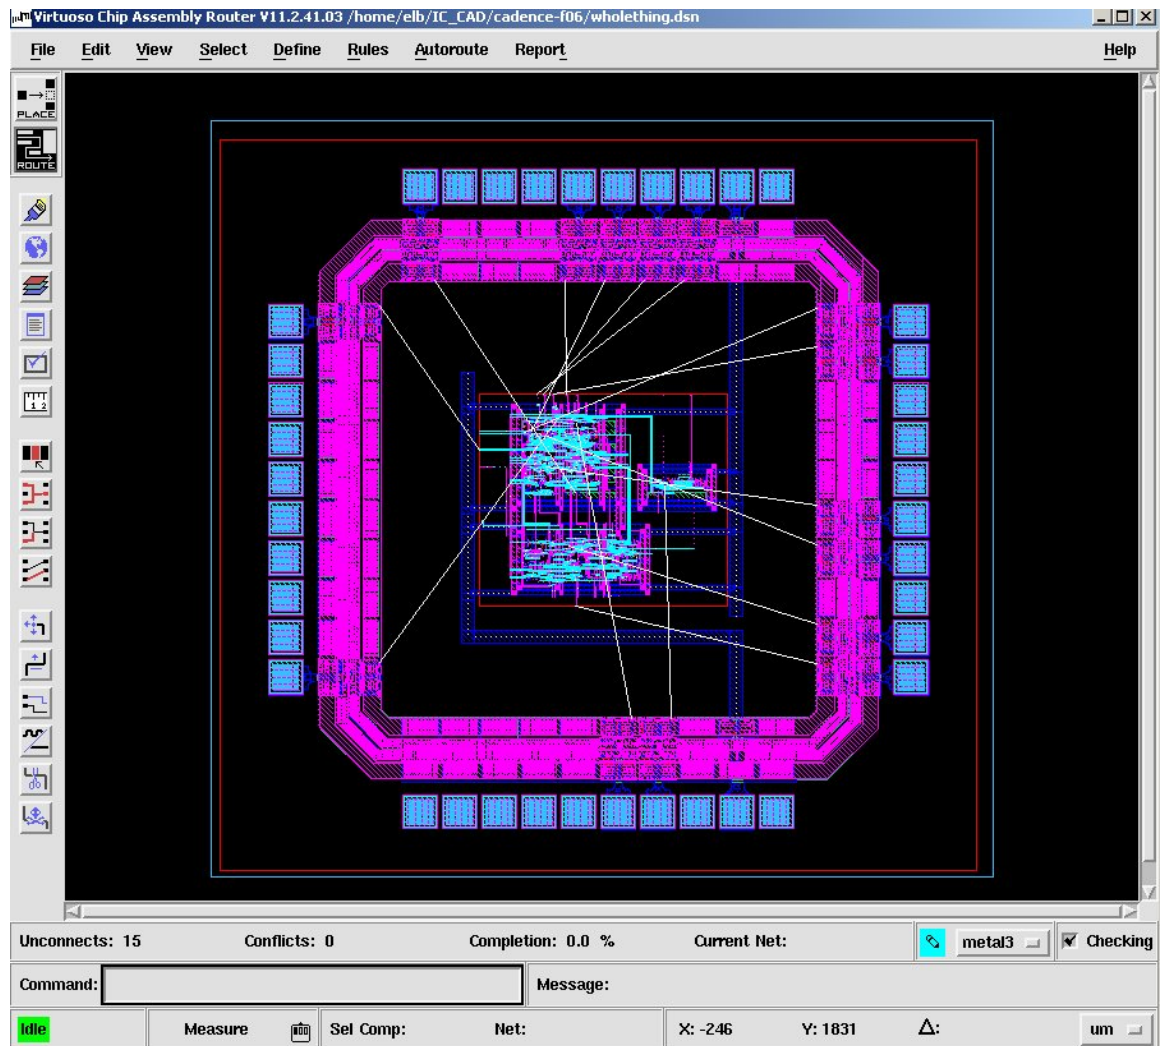 Virtuoso Chip Assembly Router V11.2.41.03 /home/elb/IC_CAD/cadence-f06/wholething.dsn
File Edit View Select Define Rules Autoroute Report Help
PLACE
ROUTE
1 2
Unconnects: 15 Conflicts: 0 Completion: 0.0 % Current Net: metal3 Checking
Command: Message:
Idle Measure Sel Comp: Net: X: -246 Y: 1831 Δ: um